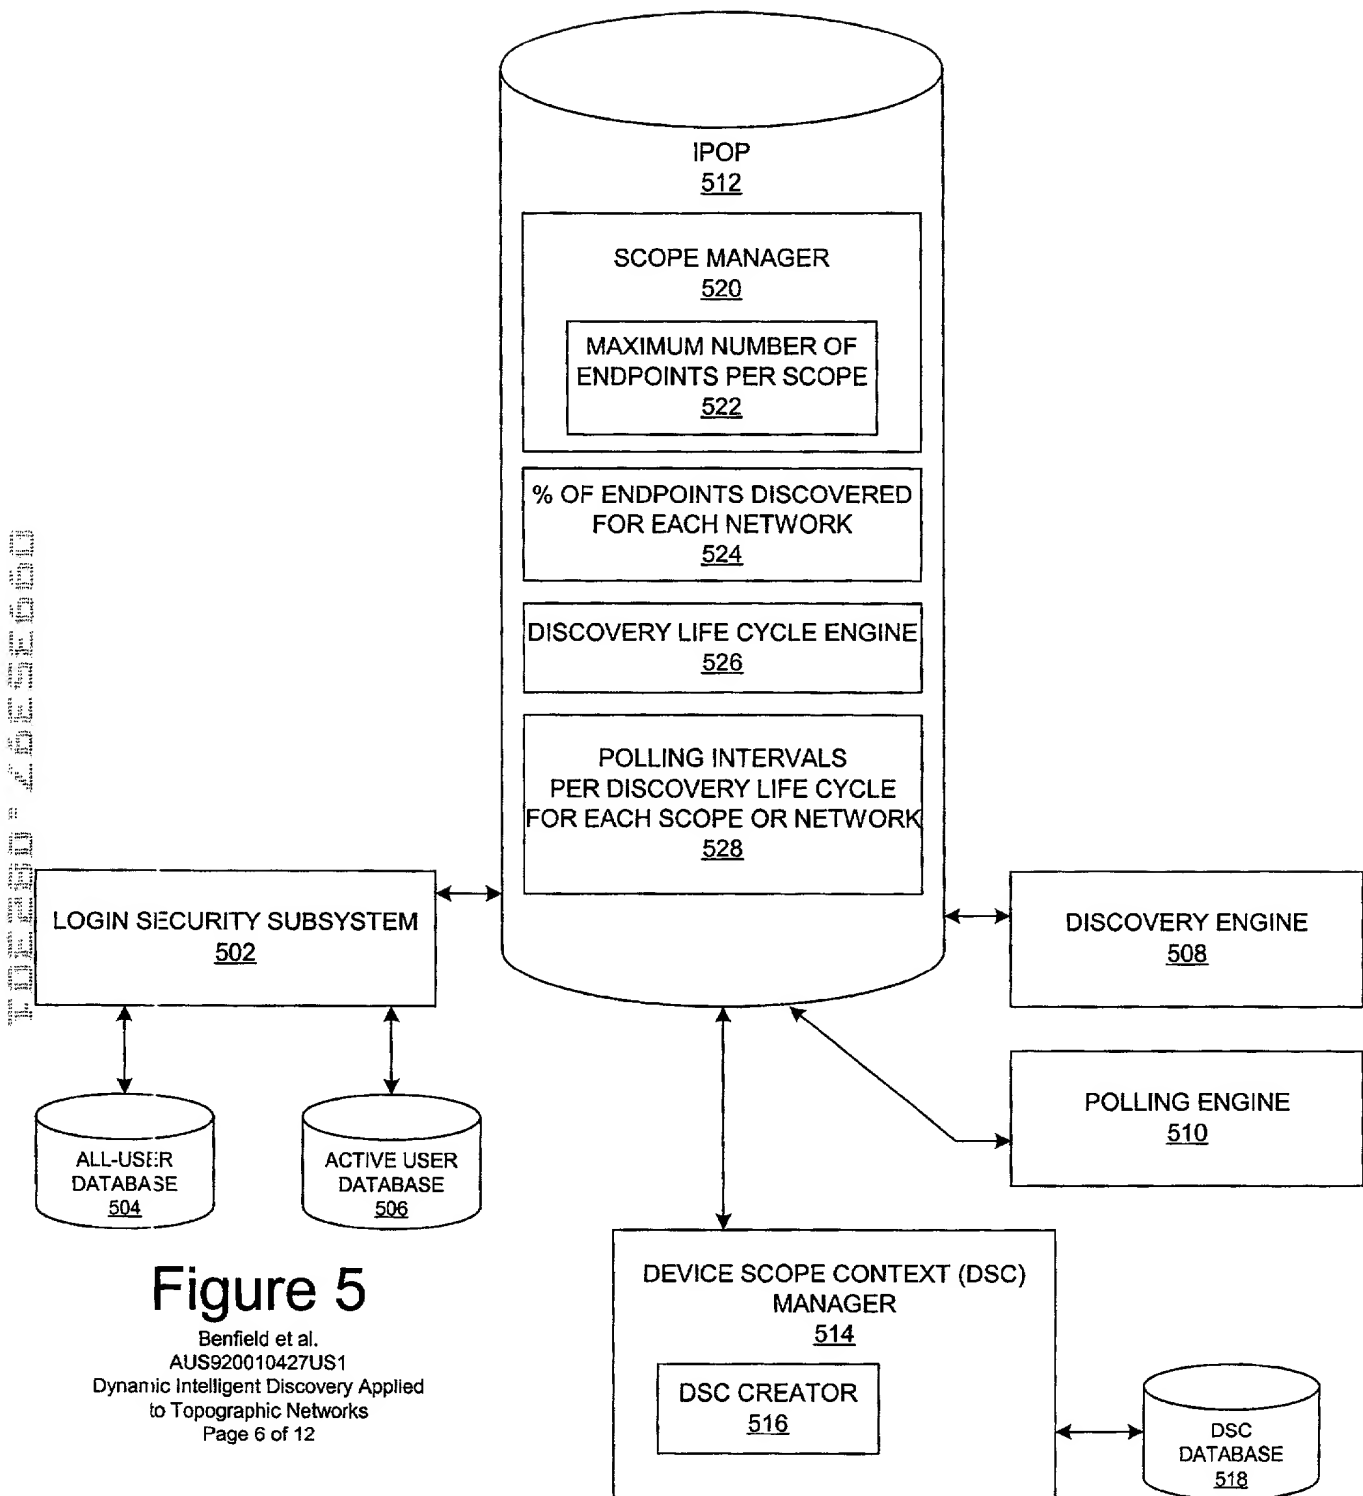 IPOP
512
SCOPE MANAGER
520
MAXIMUM NUMBER OF
ENDPOINTS PER SCOPE
522
% OF ENDPOINTS DISCOVERED
FOR EACH NETWORK
524
DISCOVERY LIFE CYCLE ENGINE
526
POLLING INTERVALS
PER DISCOVERY LIFE CYCLE
FOR EACH SCOPE OR NETWORK
528
LOGIN SECURITY SUBSYSTEM
502
DISCOVERY ENGINE
508
POLLING ENGINE
510
ALL-USER
DATABASE
504
ACTIVE USER
DATABASE
506
DEVICE SCOPE CONTEXT (DSC)
MANAGER
514
DSC CREATOR
516
DSC
DATABASE
518
Figure 5
Benfield et al.
AUS920010427US1
Dynamic Intelligent Discovery Applied
to Topographic Networks
Page 6 of 12